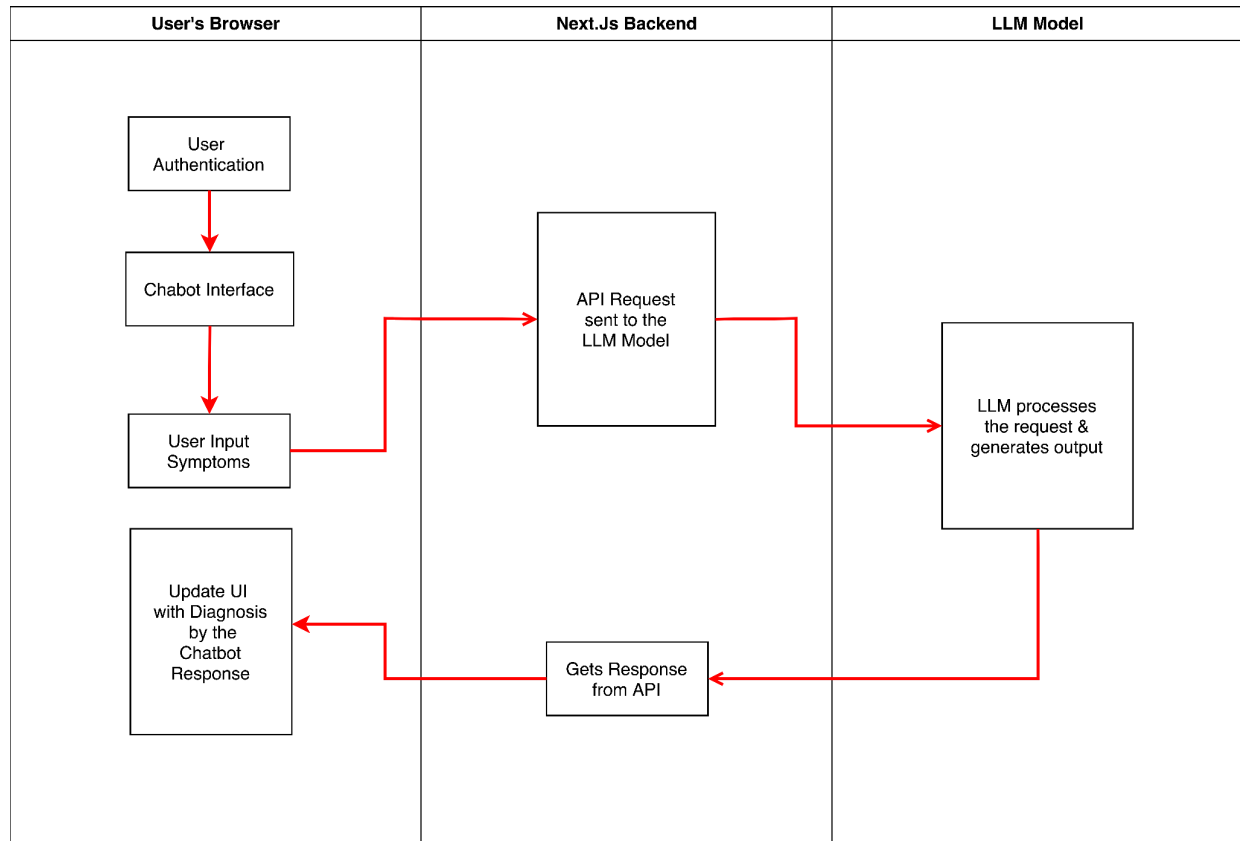 User's Browser
Next.Js Backend
LLM Model
User
Authentication
Chabot Interface
User Input
Symptoms
API Request
sent to the
LLM Model
LLM processes
the request &
generates output
Gets Response
from API
Update UI
with Diagnosis
by the
Chatbot
Response